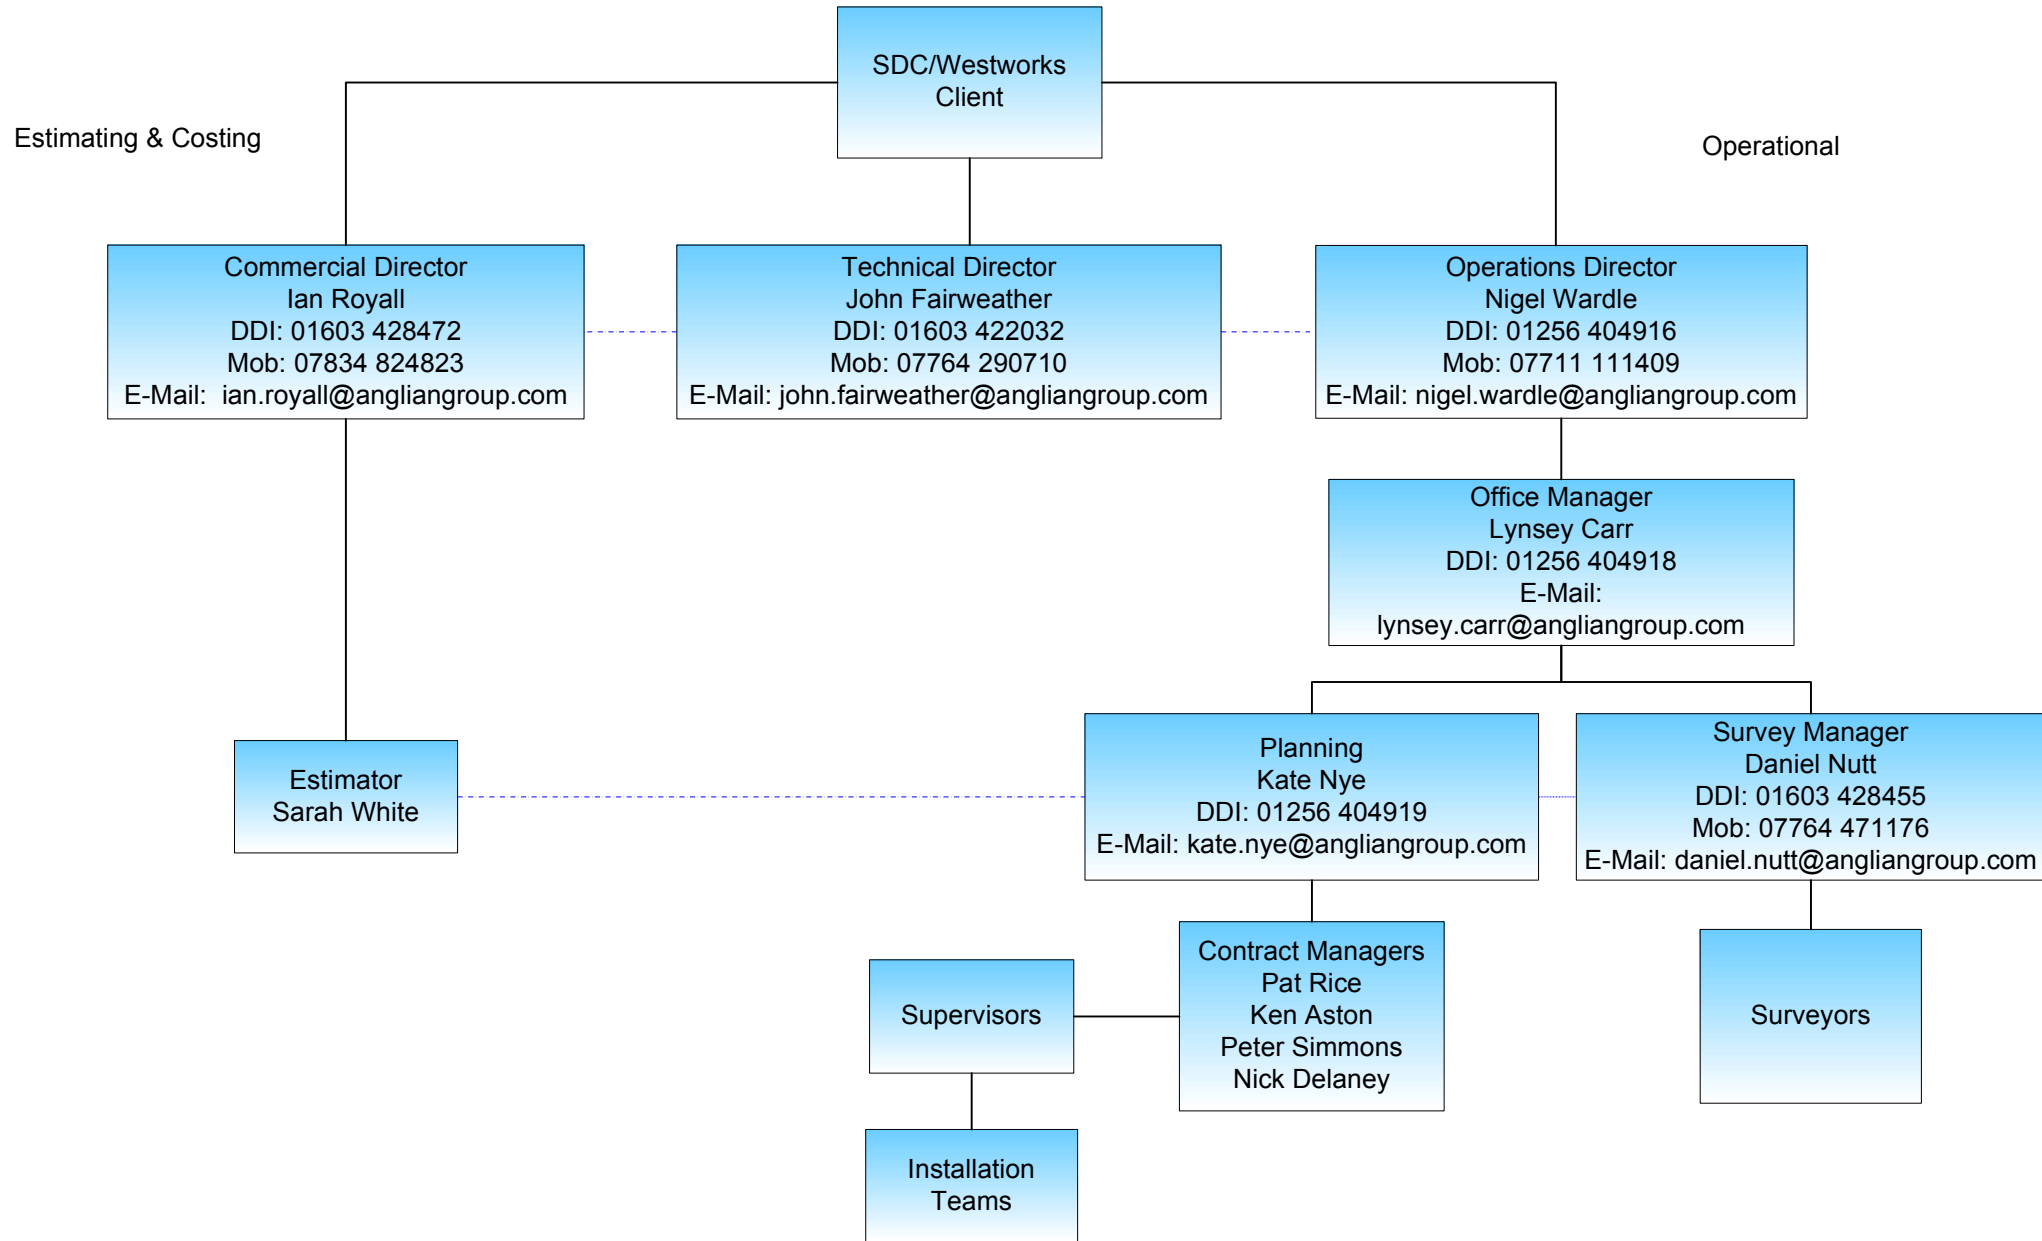 SDC/Westworks
Client
Estimating & Costing
Operational
Commercial Director
Ian Royall
DDI: 01603 428472
Mob: 07834 824823
E-Mail:  ian.royall@angliangroup.com
Technical Director
John Fairweather
DDI: 01603 422032
Mob: 07764 290710
E-Mail: john.fairweather@angliangroup.com
Operations Director
Nigel Wardle
DDI: 01256 404916
Mob: 07711 111409
E-Mail: nigel.wardle@angliangroup.com
Office Manager
Lynsey Carr
DDI: 01256 404918
E-Mail:
lynsey.carr@angliangroup.com
Estimator
Sarah White
Planning
Kate Nye
DDI: 01256 404919
E-Mail: kate.nye@angliangroup.com
Survey Manager
Daniel Nutt
DDI: 01603 428455
Mob: 07764 471176
E-Mail: daniel.nutt@angliangroup.com
Supervisors
Contract Managers
Pat Rice
Ken Aston
Peter Simmons
Nick Delaney
Surveyors
Installation
Teams